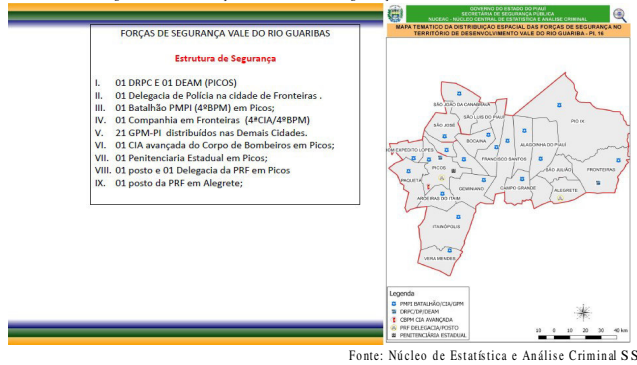 FORÇAS DE SEGURANÇA VALE DO RIO GUARIBAS
Estrutura de Segurança
I. 01 DRPC E 01 DEAM (PICOS)
II. 01 Delegacia de Polícia na cidade de Fronteiras .
III. 01 Batalhão PMPI (4ºBPM) em Picos;
IV. 01 Companhia em Fronteiras (4ªCIA/4ºBPM)
V. 21 GPM-PI distribuídos nas Demais Cidades.
VI. 01 CIA avançada do Corpo de Bombeiros em Picos;
VII. 01 Penitenciaria Estadual em Picos;
VIII. 01 posto e 01 Delegacia da PRF em Picos
IX. 01 posto da PRF em Alegrete;
GOVERNO DO ESTADO DO PIAUÍ
SECRETARIA DE SEGURANÇA PÚBLICA
NUCEAC - NÚCLEO CENTRAL DE ESTATÍSTICA E ANÁLISE CRIMINAL
MAPA TEMÁTICO DA DISTRIBUIÇÃO ESPACIAL DAS FORÇAS DE SEGURANÇA NO
TERRITÓRIO DE DESENVOLVIMENTO VALE DO RIO GUARIBA - PI, 16
SÃO JOÃO DA CANABRAVA
SÃO LUIS DO PIAUÍ
PIO IX
SÃO JOSÉ
BOCAINA
ALAGOINHA DO PIAUÍ
DOM EXPEDITO LOPES
FRANCISCO SANTOS
PICOS
SÃO JULIÃO
FRONTEIRAS
PAQUETÁ
GEMINIANO
CAMPO GRANDE
ALEGRETE
AROEIRAS DO ITAIM
ITAINÓPOLIS
VERA MENDES
Legenda
PMPI BATALHÃO/CIA/GPM
DRPC/DP/DEAM
CBPM CIA AVANÇADA
PRF DELEGACIA/POSTO
PENITENCIÁRIA ESTADUAL
10 0 10 20 30 40 km
Fonte: Núcleo de Estatística e Análise Criminal SS